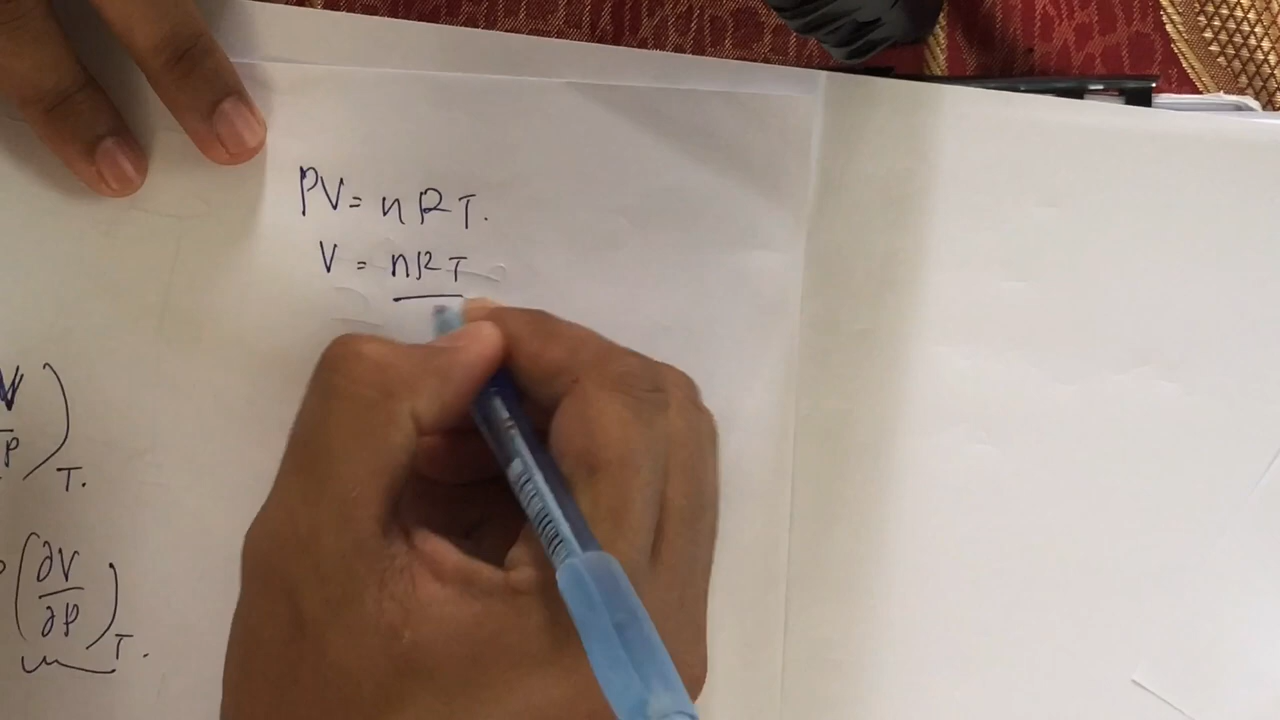 PV = nRT.
V = nRT
)T.
(∂V/∂P)T.